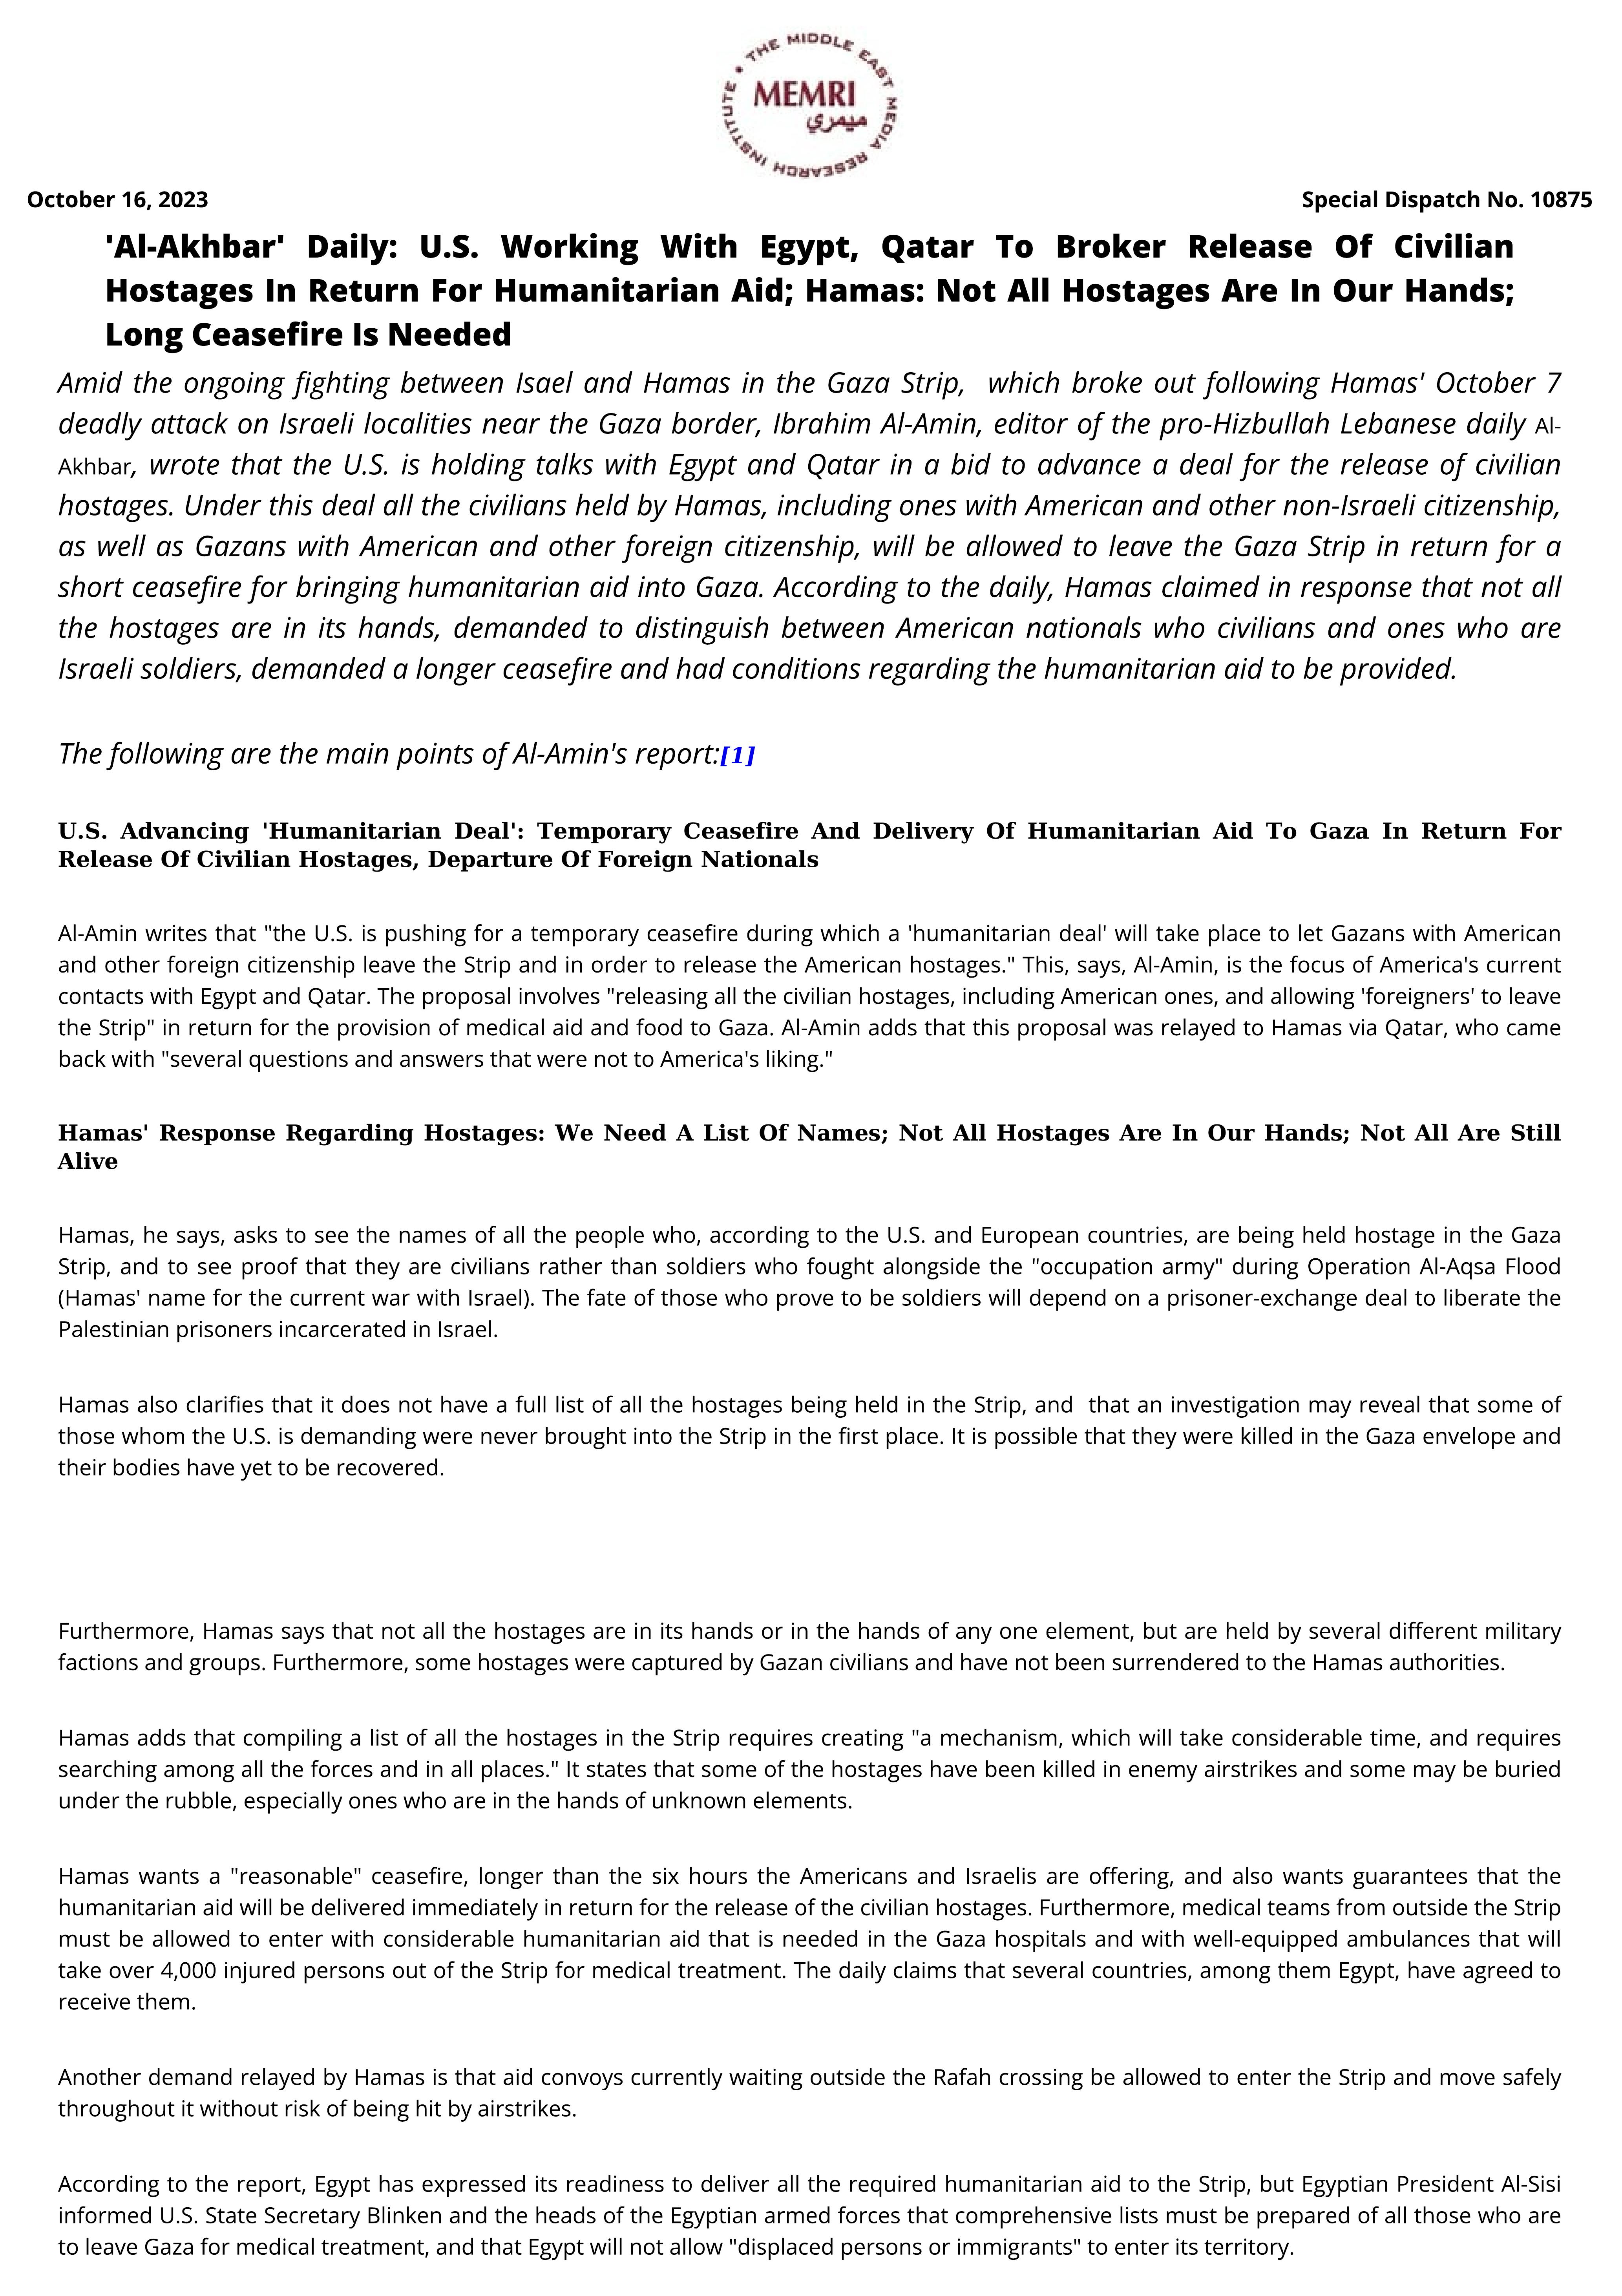 THE MIDDLE EAST MEDIA RESEARCH INSTITUTE •
MEMRI
ميمري
October 16, 2023 Special Dispatch No. 10875
'Al-Akhbar' Daily: U.S. Working With Egypt, Qatar To Broker Release Of Civilian
Hostages In Return For Humanitarian Aid; Hamas: Not All Hostages Are In Our Hands;
Long Ceasefire Is Needed
Amid the ongoing fighting between Isael and Hamas in the Gaza Strip, which broke out following Hamas' October 7
deadly attack on Israeli localities near the Gaza border, Ibrahim Al-Amin, editor of the pro-Hizbullah Lebanese daily Al-
Akhbar, wrote that the U.S. is holding talks with Egypt and Qatar in a bid to advance a deal for the release of civilian
hostages. Under this deal all the civilians held by Hamas, including ones with American and other non-Israeli citizenship,
as well as Gazans with American and other foreign citizenship, will be allowed to leave the Gaza Strip in return for a
short ceasefire for bringing humanitarian aid into Gaza. According to the daily, Hamas claimed in response that not all
the hostages are in its hands, demanded to distinguish between American nationals who civilians and ones who are
Israeli soldiers, demanded a longer ceasefire and had conditions regarding the humanitarian aid to be provided.
The following are the main points of Al-Amin's report:[1]
U.S. Advancing 'Humanitarian Deal': Temporary Ceasefire And Delivery Of Humanitarian Aid To Gaza In Return For
Release Of Civilian Hostages, Departure Of Foreign Nationals
Al-Amin writes that "the U.S. is pushing for a temporary ceasefire during which a 'humanitarian deal' will take place to let Gazans with American
and other foreign citizenship leave the Strip and in order to release the American hostages." This, says, Al-Amin, is the focus of America's current
contacts with Egypt and Qatar. The proposal involves "releasing all the civilian hostages, including American ones, and allowing 'foreigners' to leave
the Strip" in return for the provision of medical aid and food to Gaza. Al-Amin adds that this proposal was relayed to Hamas via Qatar, who came
back with "several questions and answers that were not to America's liking."
Hamas' Response Regarding Hostages: We Need A List Of Names; Not All Hostages Are In Our Hands; Not All Are Still
Alive
Hamas, he says, asks to see the names of all the people who, according to the U.S. and European countries, are being held hostage in the Gaza
Strip, and to see proof that they are civilians rather than soldiers who fought alongside the "occupation army" during Operation Al-Aqsa Flood
(Hamas' name for the current war with Israel). The fate of those who prove to be soldiers will depend on a prisoner-exchange deal to liberate the
Palestinian prisoners incarcerated in Israel.
Hamas also clarifies that it does not have a full list of all the hostages being held in the Strip, and that an investigation may reveal that some of
those whom the U.S. is demanding were never brought into the Strip in the first place. It is possible that they were killed in the Gaza envelope and
their bodies have yet to be recovered.
Furthermore, Hamas says that not all the hostages are in its hands or in the hands of any one element, but are held by several different military
factions and groups. Furthermore, some hostages were captured by Gazan civilians and have not been surrendered to the Hamas authorities.
Hamas adds that compiling a list of all the hostages in the Strip requires creating "a mechanism, which will take considerable time, and requires
searching among all the forces and in all places." It states that some of the hostages have been killed in enemy airstrikes and some may be buried
under the rubble, especially ones who are in the hands of unknown elements.
Hamas wants a "reasonable" ceasefire, longer than the six hours the Americans and Israelis are offering, and also wants guarantees that the
humanitarian aid will be delivered immediately in return for the release of the civilian hostages. Furthermore, medical teams from outside the Strip
must be allowed to enter with considerable humanitarian aid that is needed in the Gaza hospitals and with well-equipped ambulances that will
take over 4,000 injured persons out of the Strip for medical treatment. The daily claims that several countries, among them Egypt, have agreed to
receive them.
Another demand relayed by Hamas is that aid convoys currently waiting outside the Rafah crossing be allowed to enter the Strip and move safely
throughout it without risk of being hit by airstrikes.
According to the report, Egypt has expressed its readiness to deliver all the required humanitarian aid to the Strip, but Egyptian President Al-Sisi
informed U.S. State Secretary Blinken and the heads of the Egyptian armed forces that comprehensive lists must be prepared of all those who are
to leave Gaza for medical treatment, and that Egypt will not allow "displaced persons or immigrants" to enter its territory.